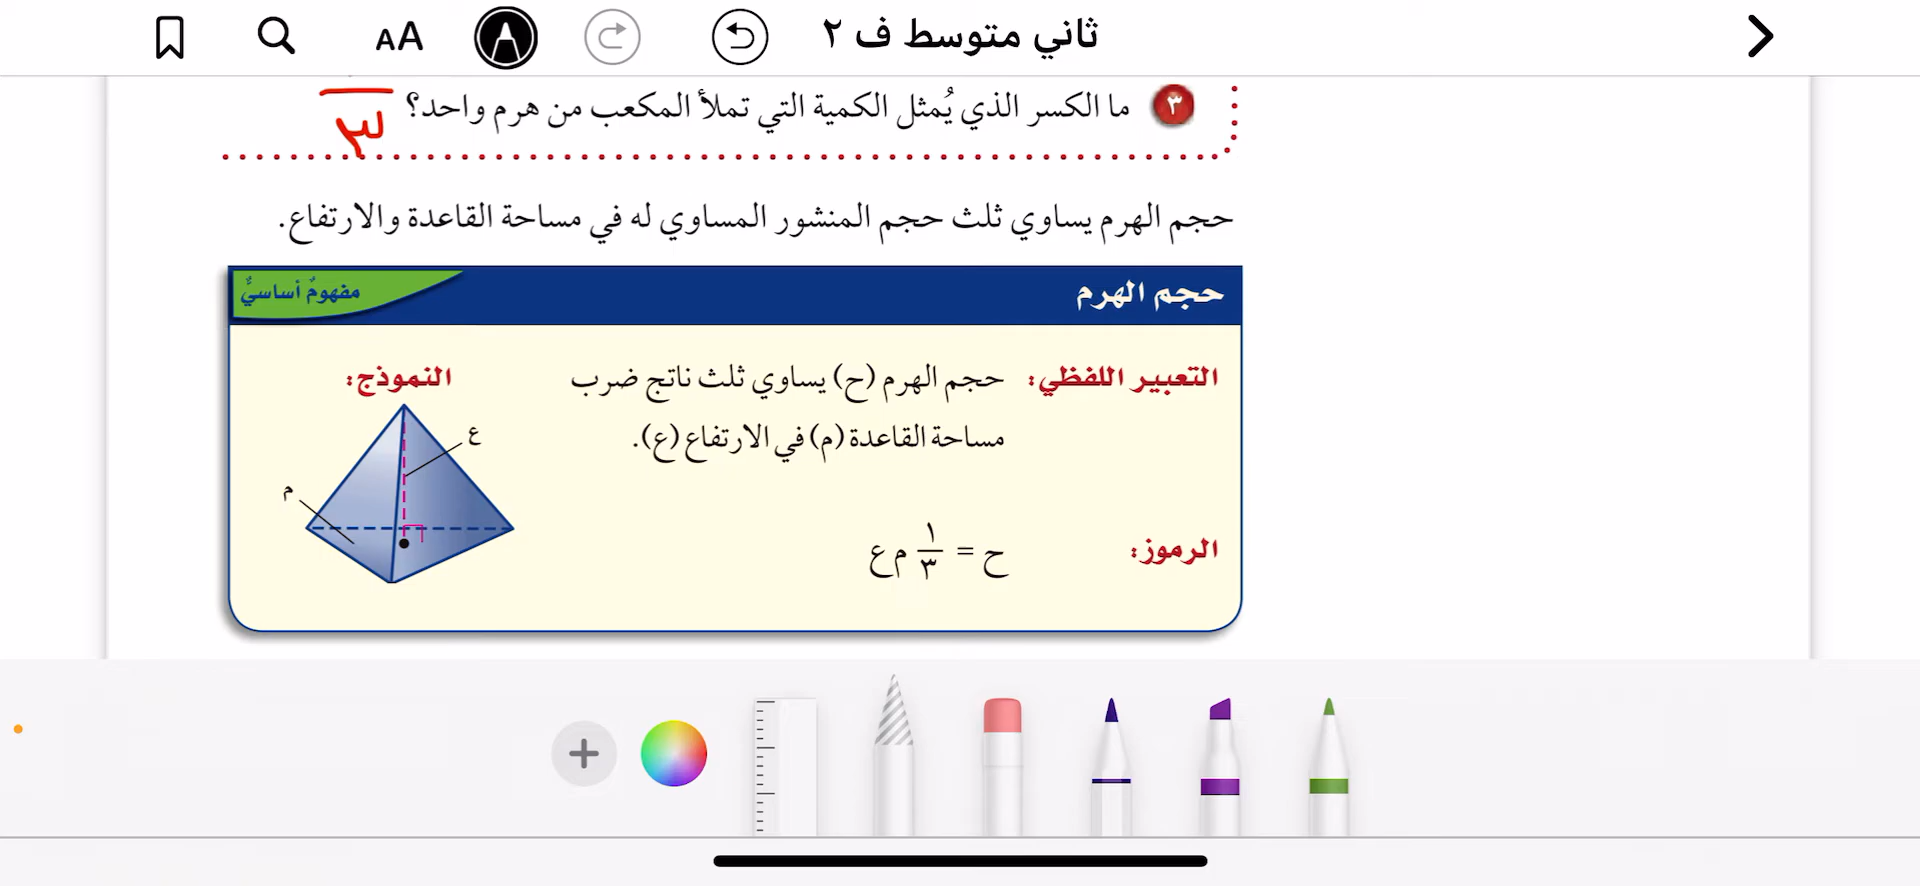 ثاني متوسط ف ٢
AA
٣ ما الكسر الذي يُمثل الكمية التي تملأ المكعب من هرم واحد؟ ٣
حجم الهرم يساوي ثلث حجم المنشور المساوي له في مساحة القاعدة والارتفاع.
حجم الهرم
مفهومٌ أساسيٌّ
التعبير اللفظي: حجم الهرم (ح) يساوي ثلث ناتج ضرب
مساحة القاعدة (م) في الارتفاع (ع).
النموذج:
ع
م
الرموز: ح = ١/٣ م ع